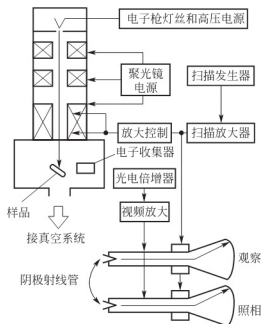 电子枪灯丝和高压电源
聚光镜
电源
扫描发生器
放大控制
扫描放大器
电子收集器
光电倍增器
样品
视频放大
接真空系统
观察
阴极射线管
照相